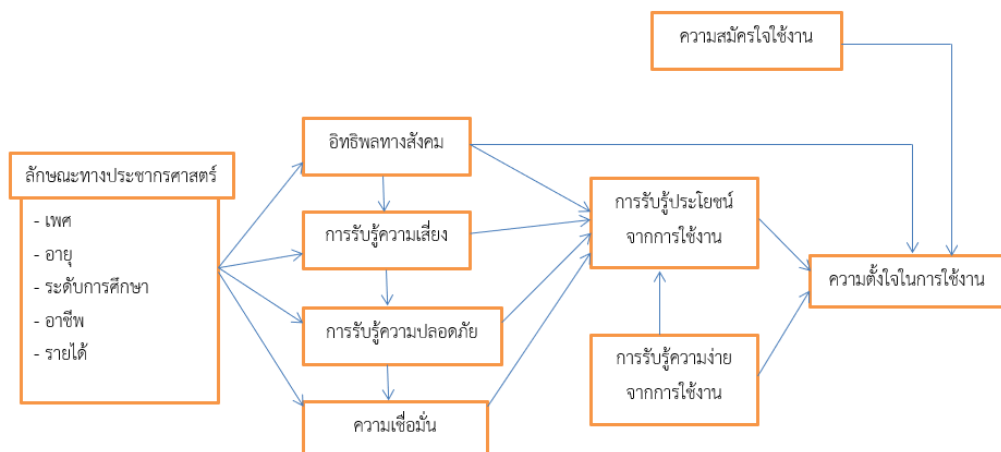 ความสมัครใจใช้งาน
อิทธิพลทางสังคม
ลักษณะทางประชากรศาสตร์
- เพศ
- อายุ
- ระดับการศึกษา
- อาชีพ
- รายได้
การรับรู้ความเสี่ยง
การรับรู้ความปลอดภัย
ความเชื่อมั่น
การรับรู้ประโยชน์
จากการใช้งาน
การรับรู้ความง่าย
จากการใช้งาน
ความตั้งใจในการใช้งาน